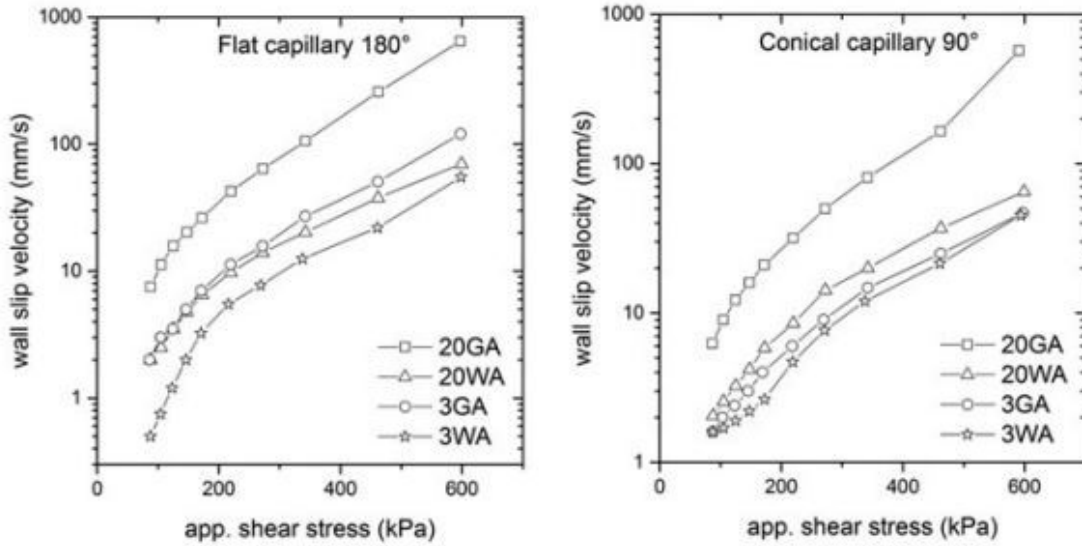 Flat capillary 180°
1000
100
10
1
0
200
400
600
wall slip velocity (mm/s)
app. shear stress (kPa)
20GA
20WA
3GA
3WA
Conical capillary 90°
1000
100
10
1
0
200
400
600
wall slip velocity (mm/s)
app. shear stress (kPa)
20GA
20WA
3GA
3WA